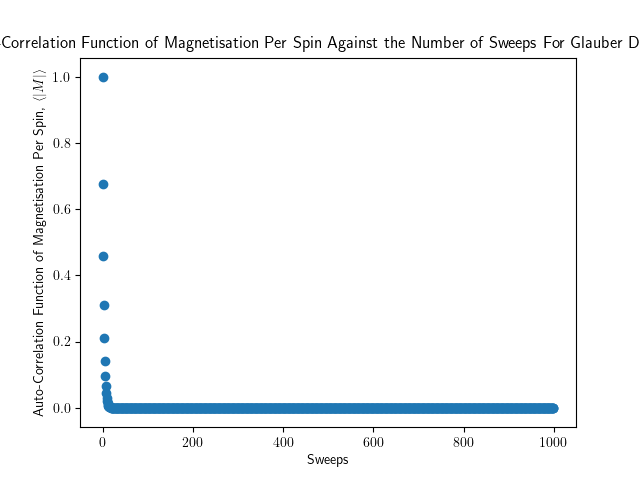 -Correlation Function of Magnetisation Per Spin Against the Number of Sweeps For Glauber D
Auto-Correlation Function of Magnetisation Per Spin, ⟨|M|⟩
1.0
0.8
0.6
0.4
0.2
0.0
0 200 400 600 800 1000
Sweeps